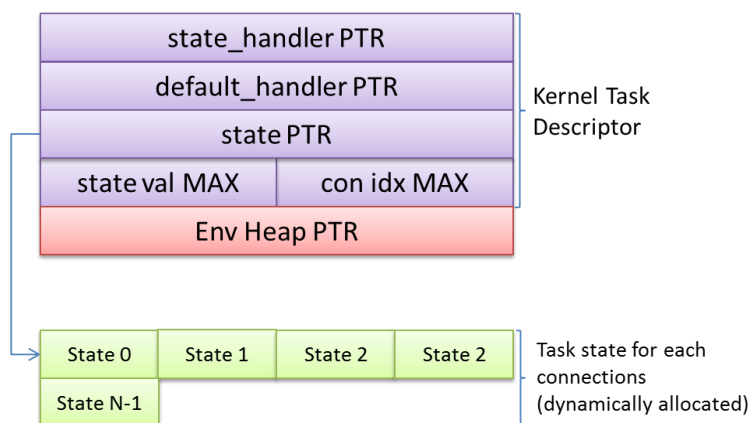 state_handler PTR
default_handler PTR
state PTR
state val MAX
con idx MAX
Env Heap PTR
Kernel Task
Descriptor
State 0
State 1
State 2
State 2
State N-1
Task state for each
connections
(dynamically allocated)